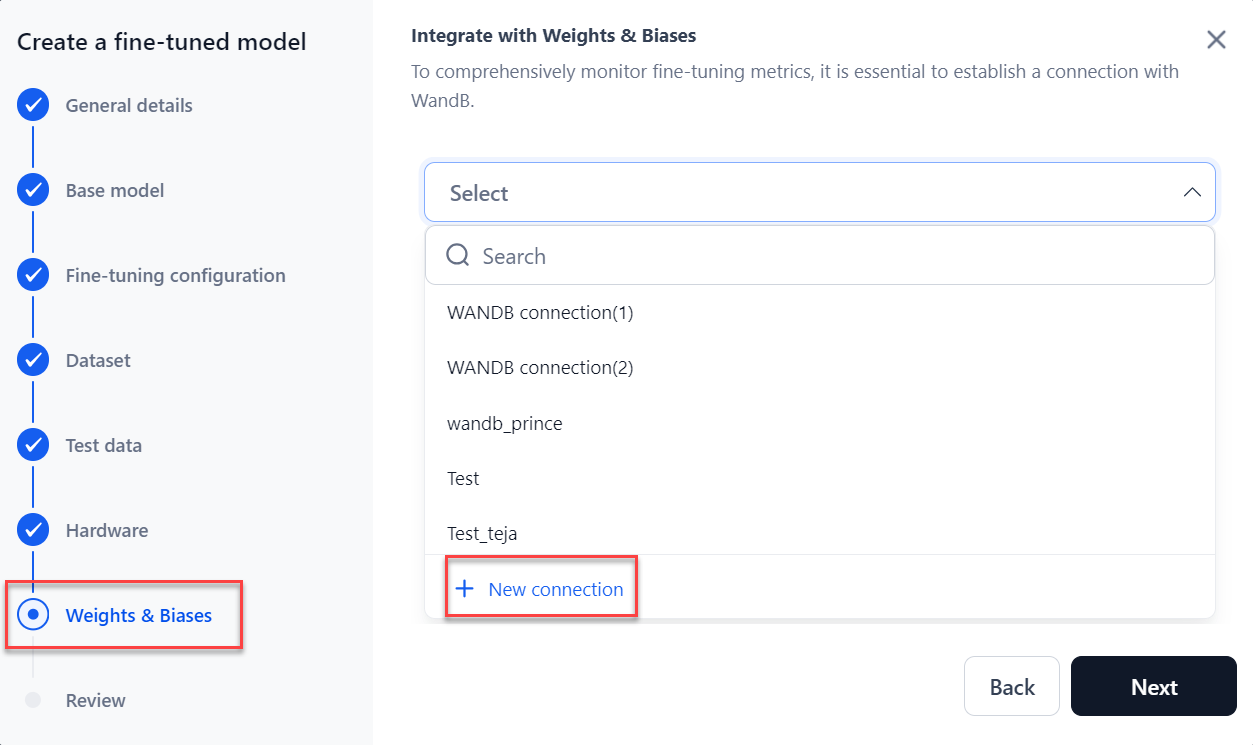 Create a fine-tuned model
General details
Base model
Fine-tuning configuration
Dataset
Test data
Hardware
Weights & Biases
Review
Integrate with Weights & Biases
To comprehensively monitor fine-tuning metrics, it is essential to establish a connection with
WandB.
Select
Search
WANDB connection(1)
WANDB connection(2)
wandb_prince
Test
Test_teja
New connection
Back
Next